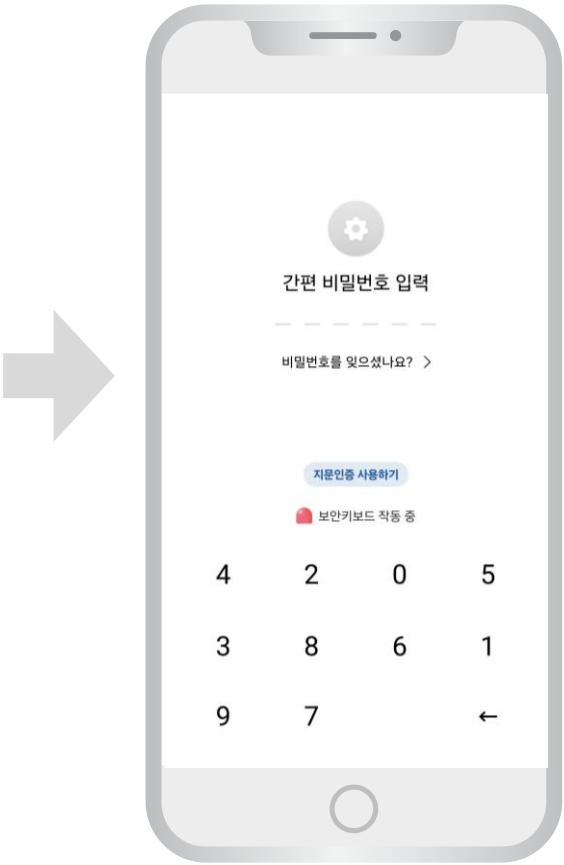 간편 비밀번호 입력
비밀번호를 잊으셨나요? >
지문인증 사용하기
보안키보드 작동 중
4 2 0 5
3 8 6 1
9 7 ←